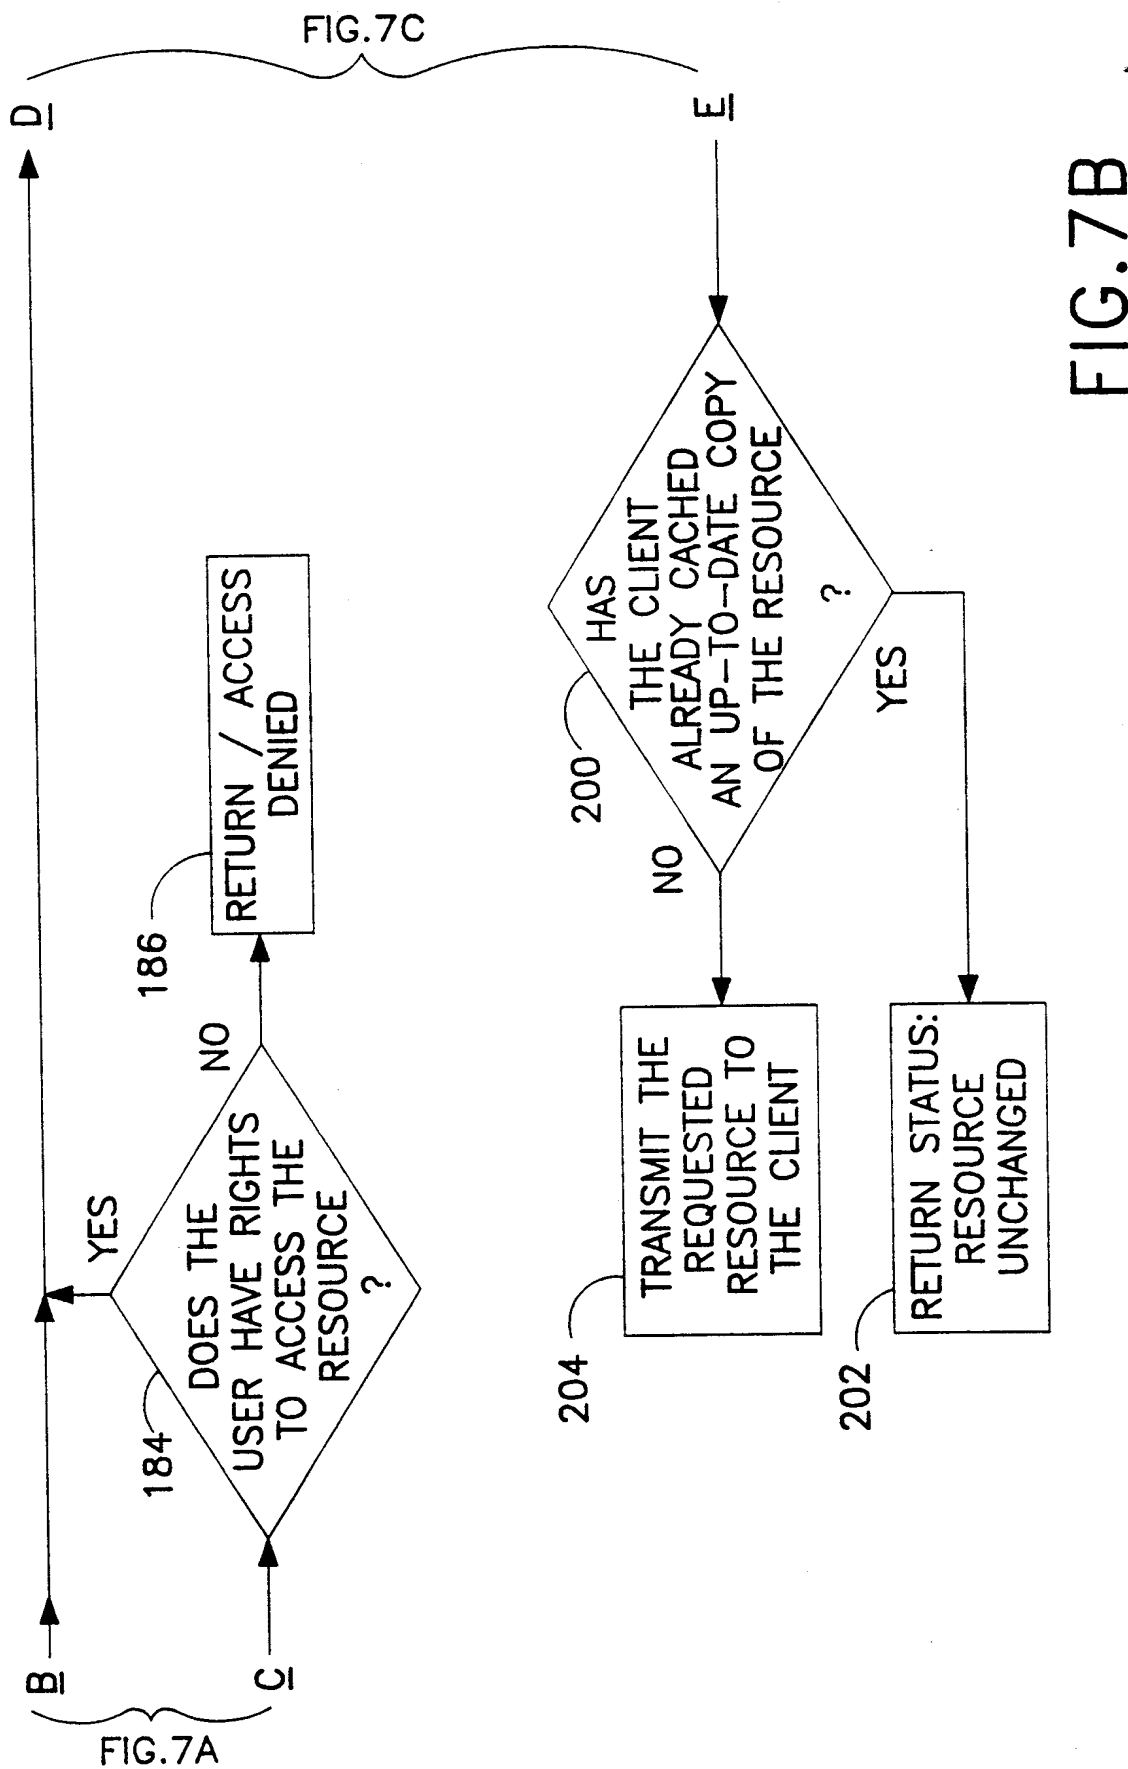 FIG.7A
B
C
FIG.7C
D
E
184
DOES THE
USER HAVE RIGHTS
TO ACCESS THE
RESOURCE
?
YES
NO
186
RETURN / ACCESS
DENIED
200
HAS
THE CLIENT
ALREADY CACHED
AN UP-TO-DATE COPY
OF THE RESOURCE
?
NO
YES
204
TRANSMIT THE
REQUESTED
RESOURCE TO
THE CLIENT
202
RETURN STATUS:
RESOURCE
UNCHANGED
FIG.7B